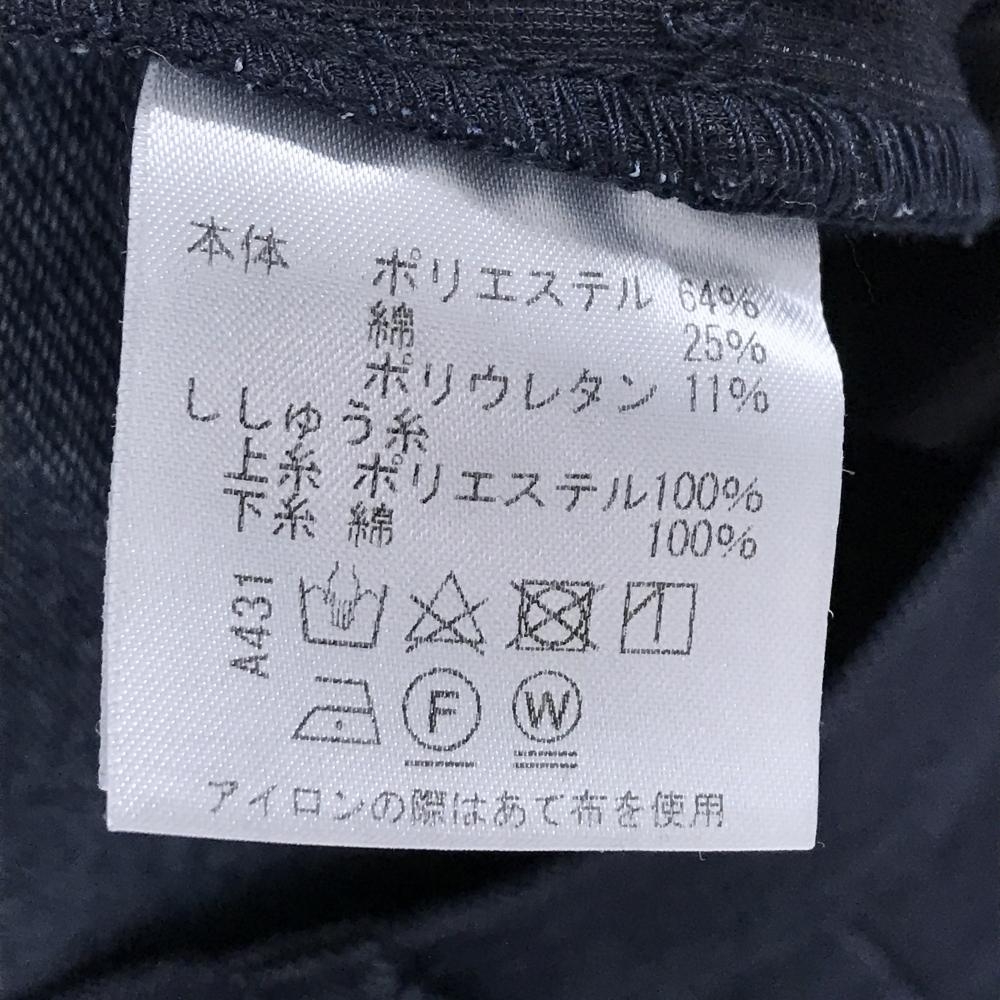 本体 ポリエステル 64%
綿 25%
ポリウレタン 11%
ししゅう糸
上糸 ポリエステル100%
下糸 綿 100%
A431
F W
アイロンの際はあて布を使用